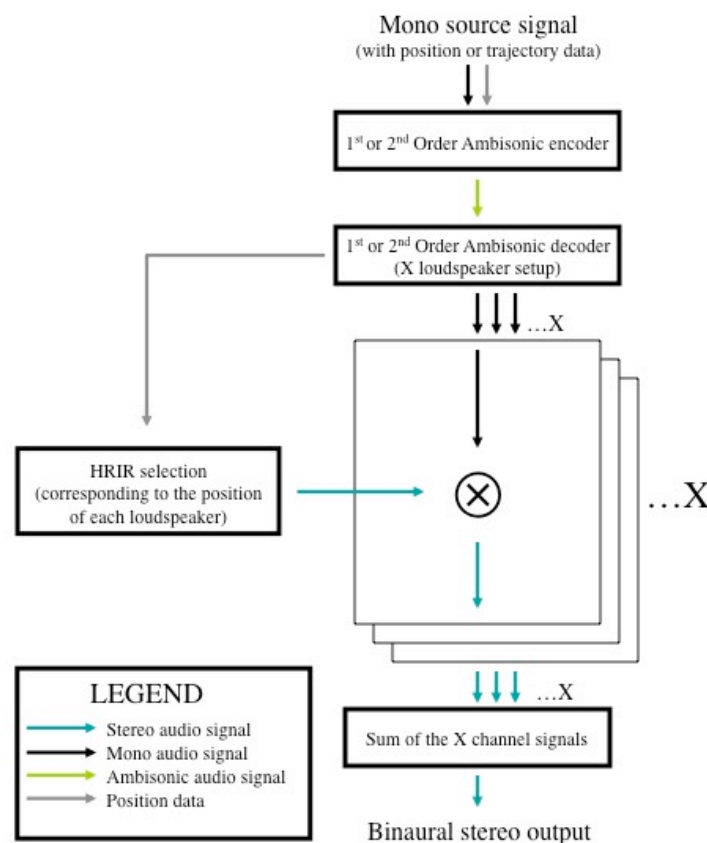 Mono source signal
(with position or trajectory data)
1st or 2nd Order Ambisonic encoder
1st or 2nd Order Ambisonic decoder
(X loudspeaker setup)
...X
HRIR selection
(corresponding to the position
of each loudspeaker)
...X
...X
Sum of the X channel signals
Binaural stereo output
LEGEND
Stereo audio signal
Mono audio signal
Ambisonic audio signal
Position data